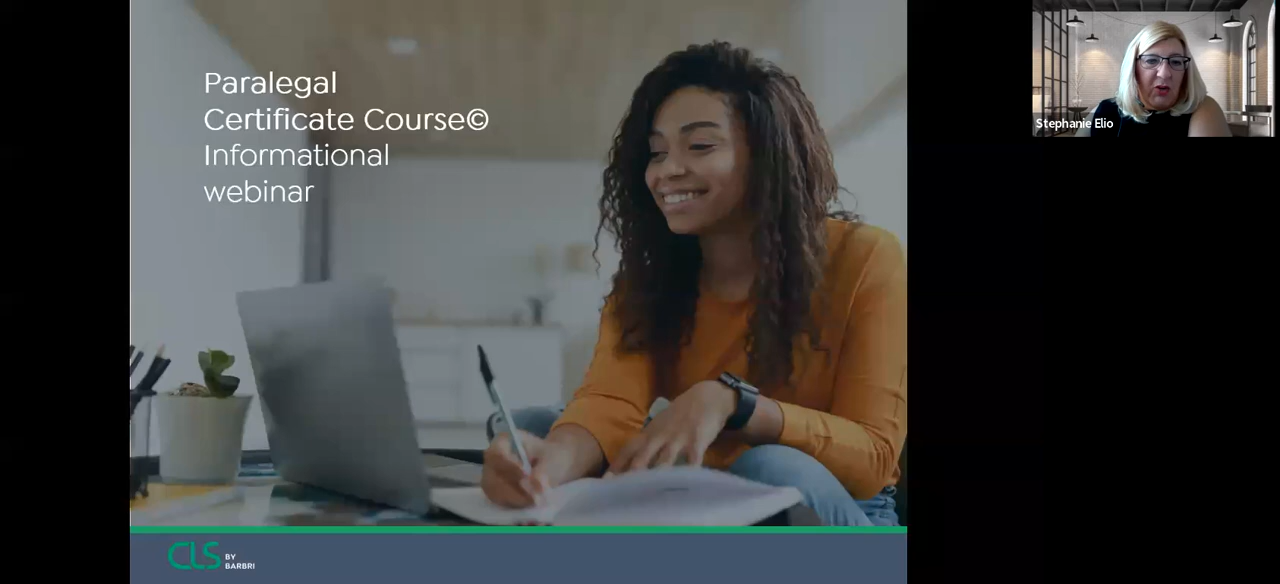 Paralegal
Certificate Course©
Informational
webinar
Stephanie Elio
CLS BY
BARBRI